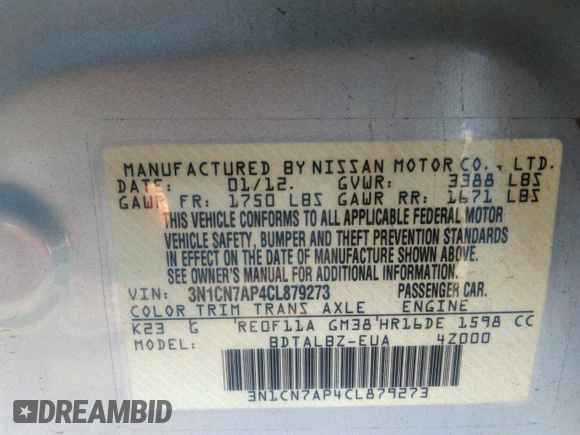 MANUFACTURED BY NISSAN MOTOR CO., LTD.
DATE: 01/12. GVWR: 3388 LBS
GAWR FR: 1750 LBS GAWR RR: 1671 LBS
THIS VEHICLE CONFORMS TO ALL APPLICABLE FEDERAL MOTOR
VEHICLE SAFETY, BUMPER AND THEFT PREVENTION STANDARDS
IN EFFECT ON THE DATE OF MANUFACTURE SHOWN ABOVE.
SEE OWNER'S MANUAL FOR ADDITIONAL INFORMATION.
VIN: 3N1CN7AP4CL879273 PASSENGER CAR.
COLOR TRIM TRANS AXLE ENGINE
K23 G RE0F11A GM38 HR16DE 1598 CC
MODEL: BDTALBZ-EUA 4Z000
3N1CN7AP4CL879273
DREAMBID